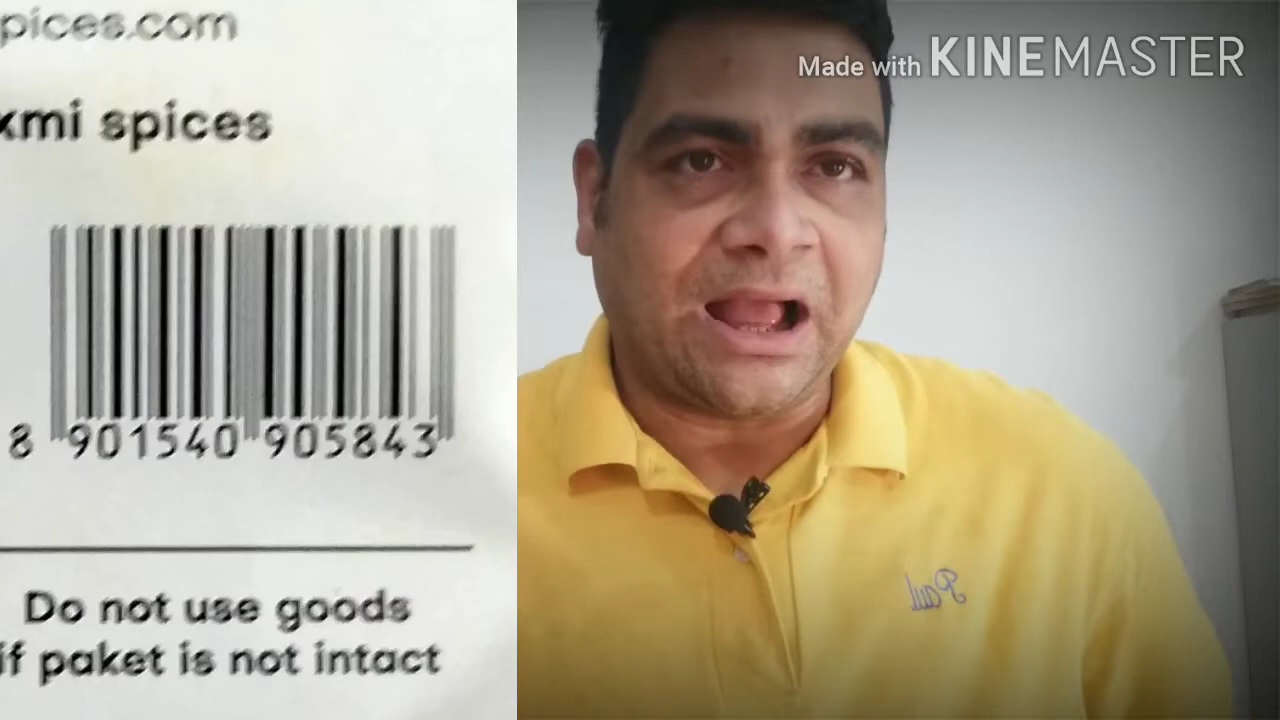 pices.com
xmi spices
8 901540 905843
Do not use goods
if paket is not intact
Made with KINEMASTER
Paul